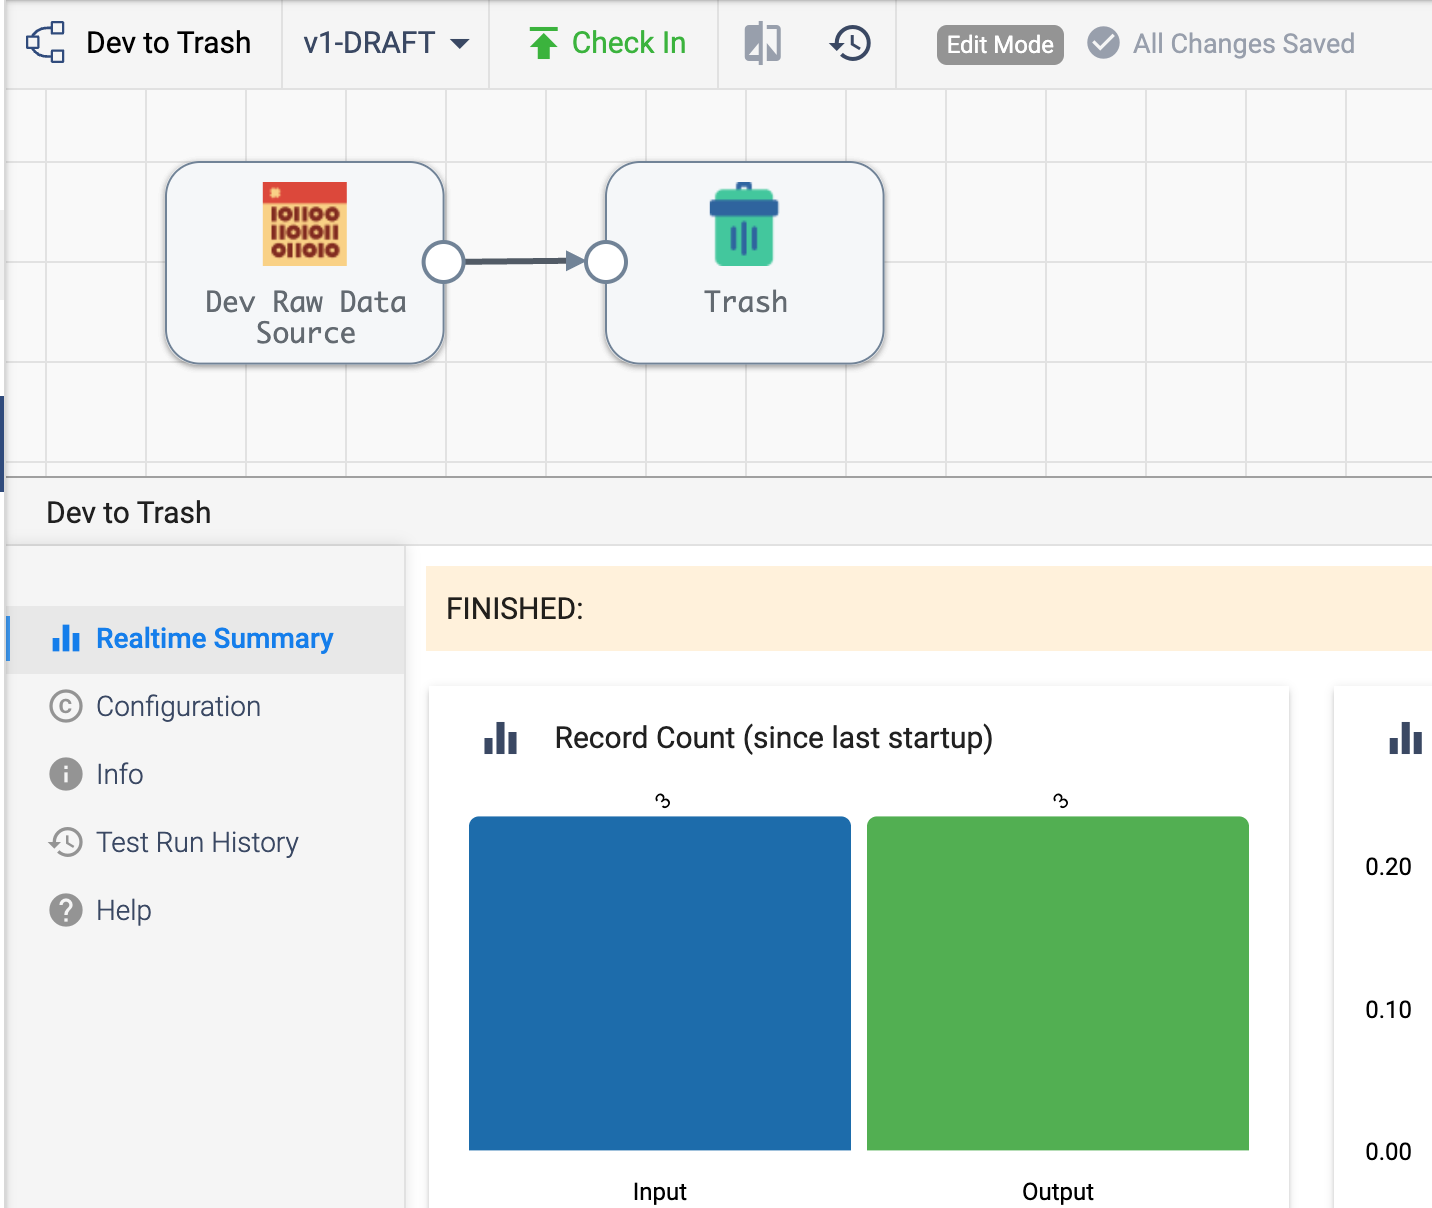 Dev to Trash
v1-DRAFT
Check In
Edit Mode
All Changes Saved
101100
1101011
011010
Dev Raw Data
Source
Trash
Dev to Trash
Realtime Summary
Configuration
Info
Test Run History
Help
FINISHED:
Record Count (since last startup)
3
3
Input
Output
0.20
0.10
0.00